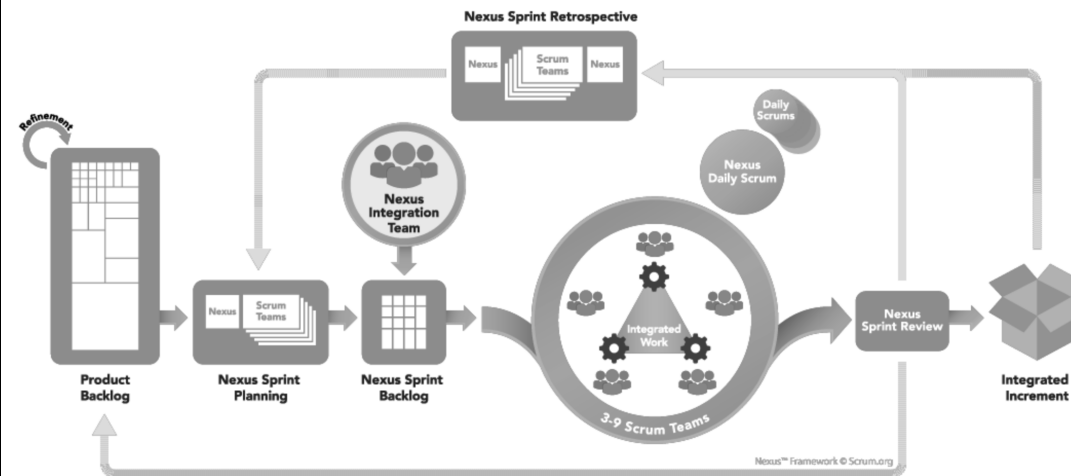 Nexus Sprint Retrospective
Nexus
Scrum
Teams
Nexus
Daily
Scrums
Refinement
Nexus
Daily Scrum
Nexus
Integration
Team
Nexus
Scrum
Teams
Integrated
Work
Nexus
Sprint Review
Product
Backlog
Nexus Sprint
Planning
Nexus Sprint
Backlog
3-9 Scrum Teams
Integrated
Increment
Nexus™ Framework © Scrum.org